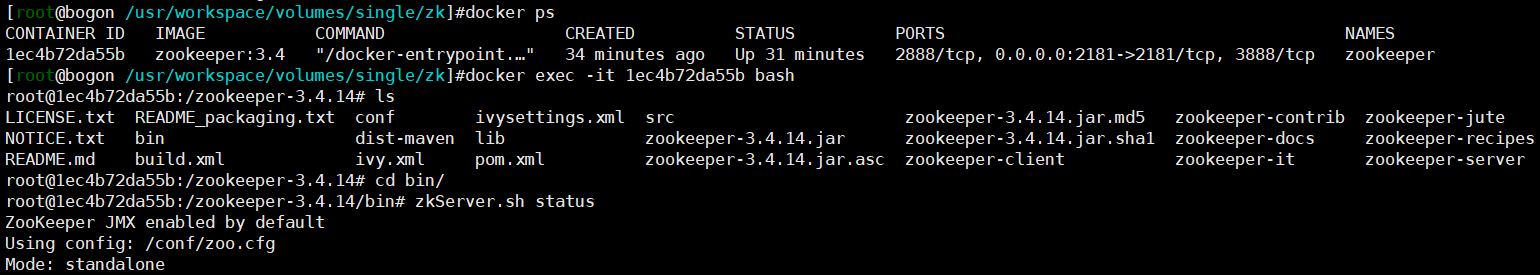 [root@bogon /usr/workspace/volumes/single/zk]#docker ps
CONTAINER ID   IMAGE           COMMAND                  CREATED          STATUS          PORTS                                        NAMES
1ec4b72da55b   zookeeper:3.4   "/docker-entrypoint.…"   34 minutes ago   Up 31 minutes   2888/tcp, 0.0.0.0:2181->2181/tcp, 3888/tcp   zookeeper
[root@bogon /usr/workspace/volumes/single/zk]#docker exec -it 1ec4b72da55b bash
root@1ec4b72da55b:/zookeeper-3.4.14# ls
LICENSE.txt  README_packaging.txt  conf        ivysettings.xml  src                       zookeeper-3.4.14.jar.md5   zookeeper-contrib  zookeeper-jute
NOTICE.txt   bin                   dist-maven  lib              zookeeper-3.4.14.jar      zookeeper-3.4.14.jar.sha1  zookeeper-docs     zookeeper-recipes
README.md    build.xml             ivy.xml     pom.xml          zookeeper-3.4.14.jar.asc  zookeeper-client           zookeeper-it       zookeeper-server
root@1ec4b72da55b:/zookeeper-3.4.14# cd bin/
root@1ec4b72da55b:/zookeeper-3.4.14/bin# zkServer.sh status
ZooKeeper JMX enabled by default
Using config: /conf/zoo.cfg
Mode: standalone